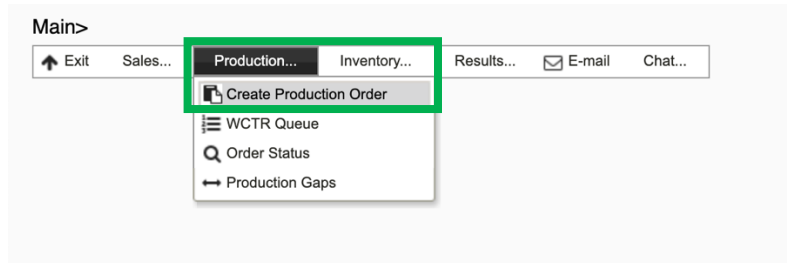 Main>
Exit Sales... Production... Inventory... Results... E-mail Chat...
Create Production Order
WCTR Queue
Order Status
Production Gaps